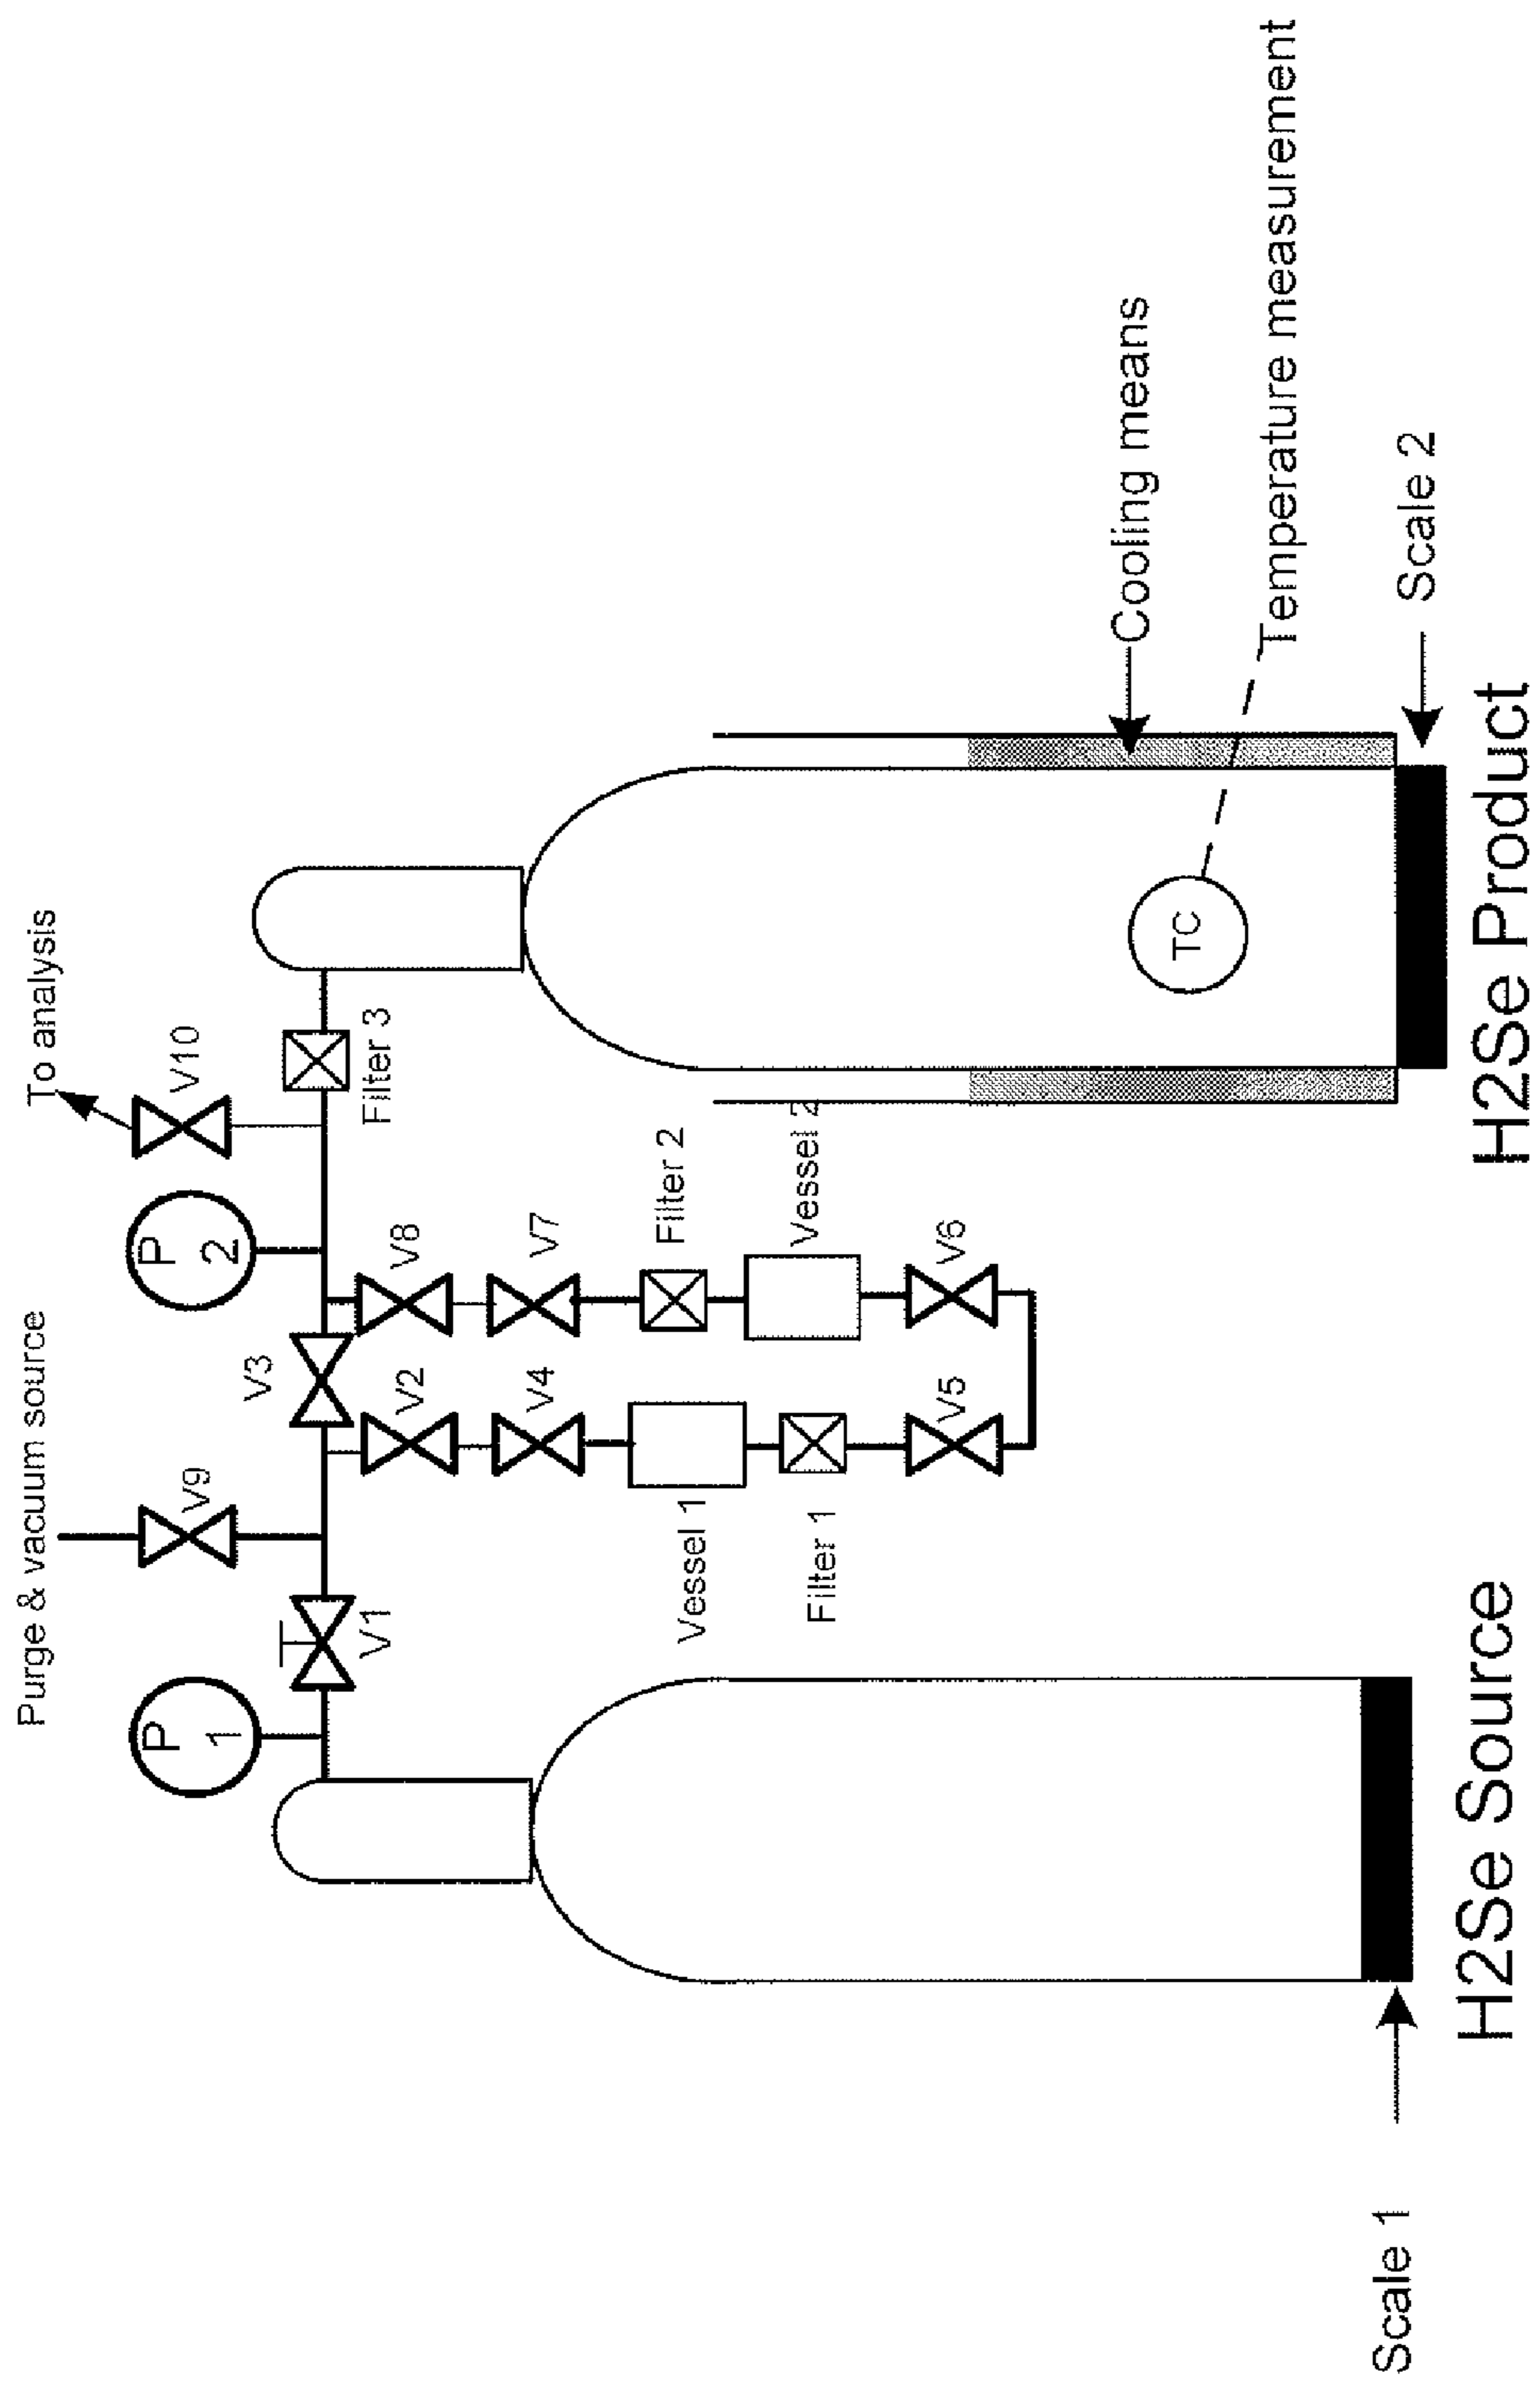 Purge & vacuum source
To analysis
P
1
V1
V9
V3
P
2
V10
Filter 3
V2
V8
V4
V7
Vessel 1
Filter 2
Filter 1
Vessel 2
V5
V6
TC
Cooling means
Temperature measurement
Scale 1
Scale 2
H2Se Source
H2Se Product